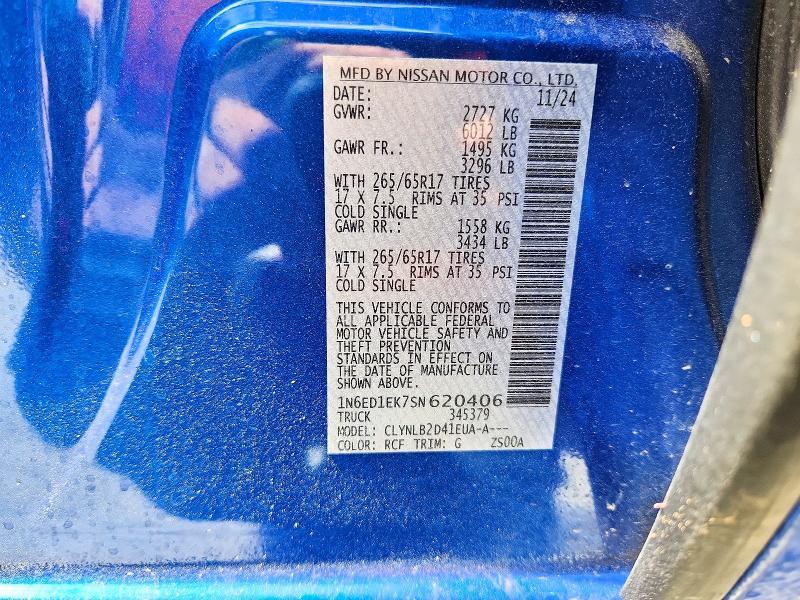 MFD BY NISSAN MOTOR CO., LTD.
DATE: 11/24
GVWR: 2727 KG
6012 LB
GAWR FR.: 1495 KG
3296 LB
WITH 265/65R17 TIRES
17 X 7.5 RIMS AT 35 PSI
COLD SINGLE
GAWR RR.: 1558 KG
3434 LB
WITH 265/65R17 TIRES
17 X 7.5 RIMS AT 35 PSI
COLD SINGLE
THIS VEHICLE CONFORMS TO
ALL APPLICABLE FEDERAL
MOTOR VEHICLE SAFETY AND
THEFT PREVENTION
STANDARDS IN EFFECT ON
THE DATE OF MANUFACTURE
SHOWN ABOVE.
1N6ED1EK7SN620406
TRUCK 345379
MODEL: CLYNLB2D41EUA-A---
COLOR: RCF TRIM: G ZS00A